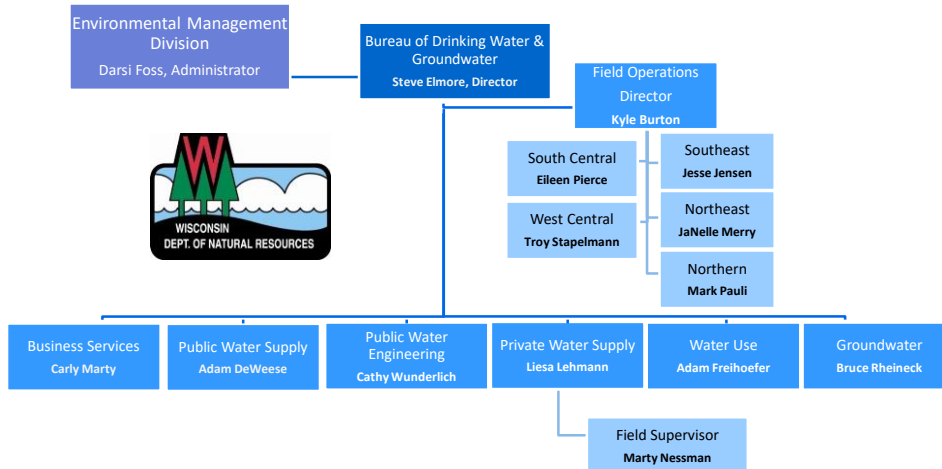 Environmental Management
Division
Darsi Foss, Administrator
Bureau of Drinking Water &
Groundwater
Steve Elmore, Director
Field Operations
Director
Kyle Burton
South Central
Eileen Pierce
Southeast
Jesse Jensen
West Central
Troy Stapelmann
Northeast
JaNelle Merry
Northern
Mark Pauli
W
WISCONSIN
DEPT. OF NATURAL RESOURCES
Business Services
Carly Marty
Public Water Supply
Adam DeWeese
Public Water
Engineering
Cathy Wunderlich
Private Water Supply
Liesa Lehmann
Water Use
Adam Freihoefer
Groundwater
Bruce Rheineck
Field Supervisor
Marty Nessman